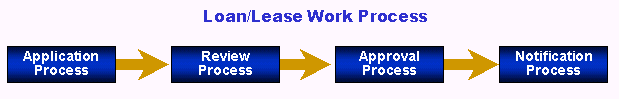 Loan/Lease Work Process
Application
Process
Review
Process
Approval
Process
Notification
Process